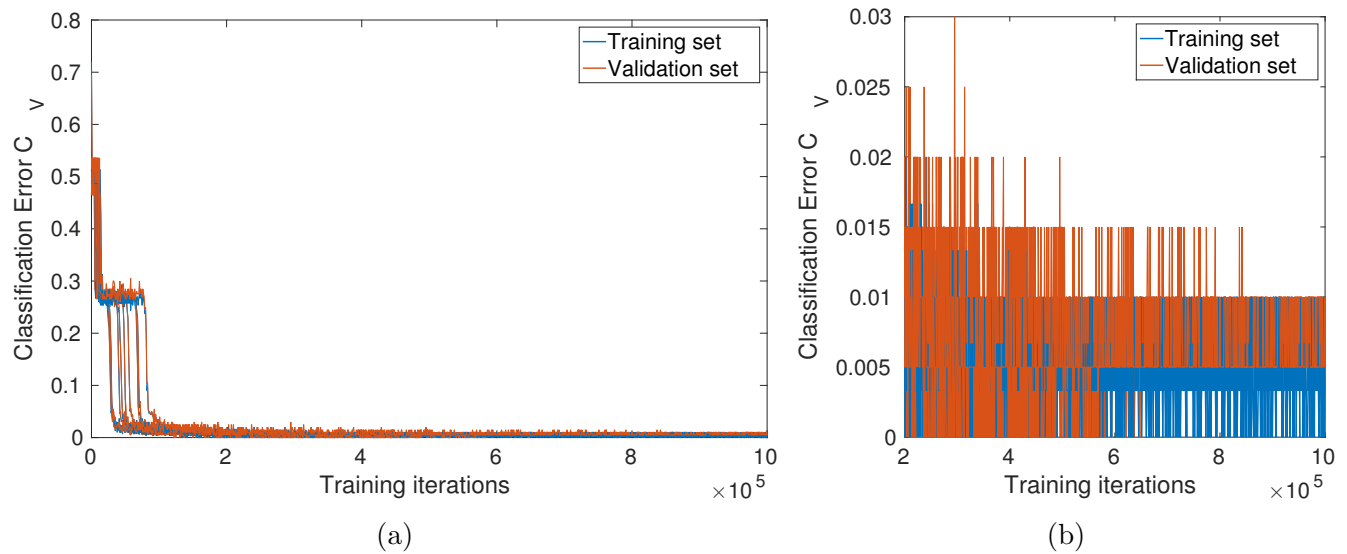 0.8
0.7
0.6
0.5
0.4
0.3
0.2
0.1
0
Classification Error C
V
Training set
Validation set
0 2 4 6 8 10
Training iterations
×10 5
(a)
0.03
0.025
0.02
0.015
0.01
0.005
0
Classification Error C
V
Training set
Validation set
2 4 6 8 10
Training iterations
×10 5
(b)